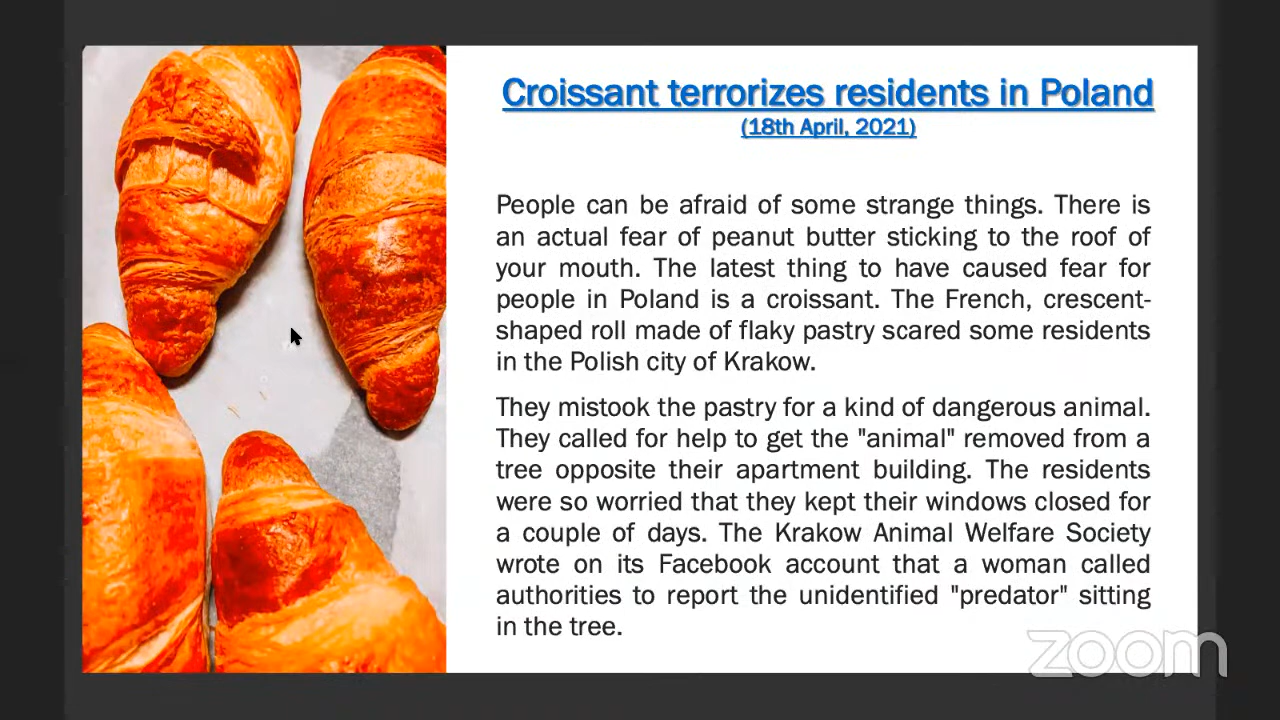 Croissant terrorizes residents in Poland
(18th April, 2021)
People can be afraid of some strange things. There is
an actual fear of peanut butter sticking to the roof of
your mouth. The latest thing to have caused fear for
people in Poland is a croissant. The French, crescent-
shaped roll made of flaky pastry scared some residents
in the Polish city of Krakow.
They mistook the pastry for a kind of dangerous animal.
They called for help to get the "animal" removed from a
tree opposite their apartment building. The residents
were so worried that they kept their windows closed for
a couple of days. The Krakow Animal Welfare Society
wrote on its Facebook account that a woman called
authorities to report the unidentified "predator" sitting
in the tree.
zoom